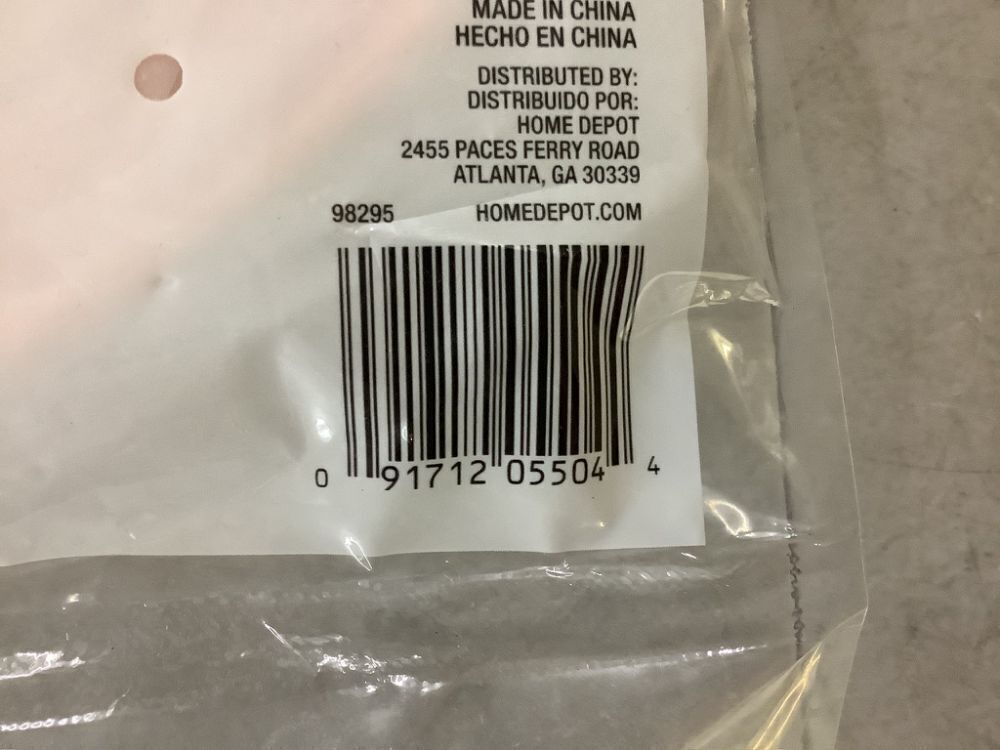 MADE IN CHINA
HECHO EN CHINA
DISTRIBUTED BY:
DISTRIBUIDO POR:
HOME DEPOT
2455 PACES FERRY ROAD
ATLANTA, GA 30339
98295 HOMEDEPOT.COM
0 91712 05504 4